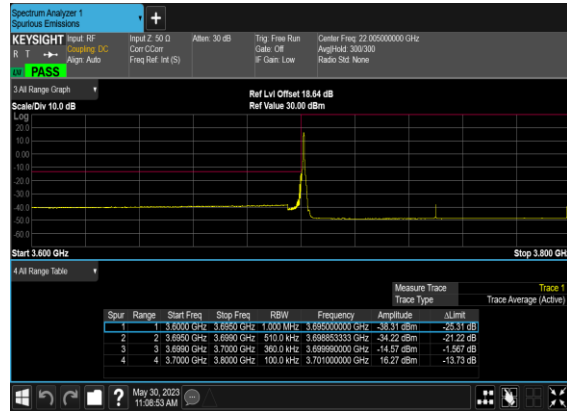 Spectrum Analyzer 1
Spurious Emissions
+
KEYSIGHT Input: RF Input Z: 50 Ω Atten: 30 dB Trig: Free Run Center Freq: 22.005000000 GHz
R T Coupling: DC Corr CCorr Gate: Off Avg|Hold: 300/300
Align: Auto Freq Ref: Int (S) IF Gain: Low Radio Std: None
LW PASS
3 All Range Graph
Ref Lvl Offset 18.64 dB
Scale/Div 10.0 dB Ref Value 30.00 dBm
Log
20.0
10.0
0.00
-10.0
-20.0
-30.0
-40.0
-50.0
-60.0
Start 3.600 GHz Stop 3.800 GHz
4 All Range Table
Measure Trace Trace 1
Trace Type Trace Average (Active)
Spur Range Start Freq Stop Freq RBW Frequency Amplitude ΔLimit
1 1 3.6000 GHz 3.6950 GHz 1.000 MHz 3.695000000 GHz -38.31 dBm -25.31 dB
2 2 3.6950 GHz 3.6990 GHz 510.0 kHz 3.698853333 GHz -34.22 dBm -21.22 dB
3 3 3.6990 GHz 3.7000 GHz 360.0 kHz 3.699990000 GHz -14.57 dBm -1.567 dB
4 4 3.7000 GHz 3.8000 GHz 100.0 kHz 3.701000000 GHz 16.27 dBm -13.73 dB
? May 30, 2023
11:08:53 AM